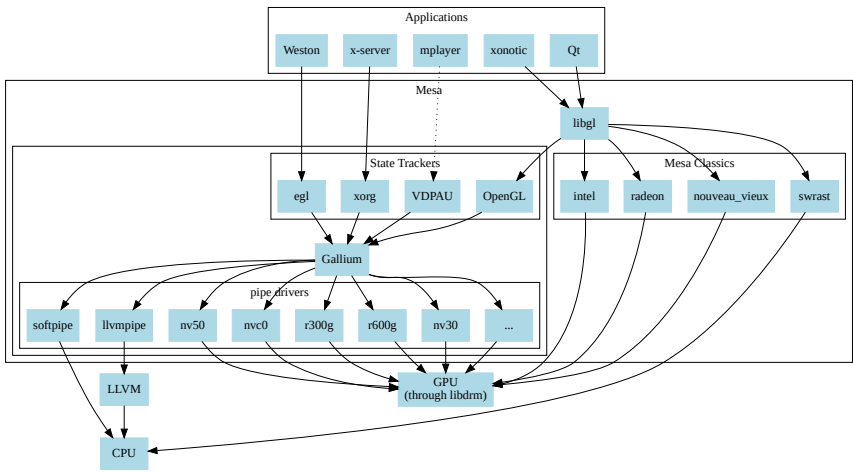 Applications
Weston
x-server
mplayer
xonotic
Qt
Mesa
libgl
State Trackers
Mesa Classics
egl
xorg
VDPAU
OpenGL
intel
radeon
nouveau_vieux
swrast
Gallium
pipe drivers
softpipe
llvmpipe
nv50
nvc0
r300g
r600g
nv30
...
LLVM
GPU
(through libdrm)
CPU